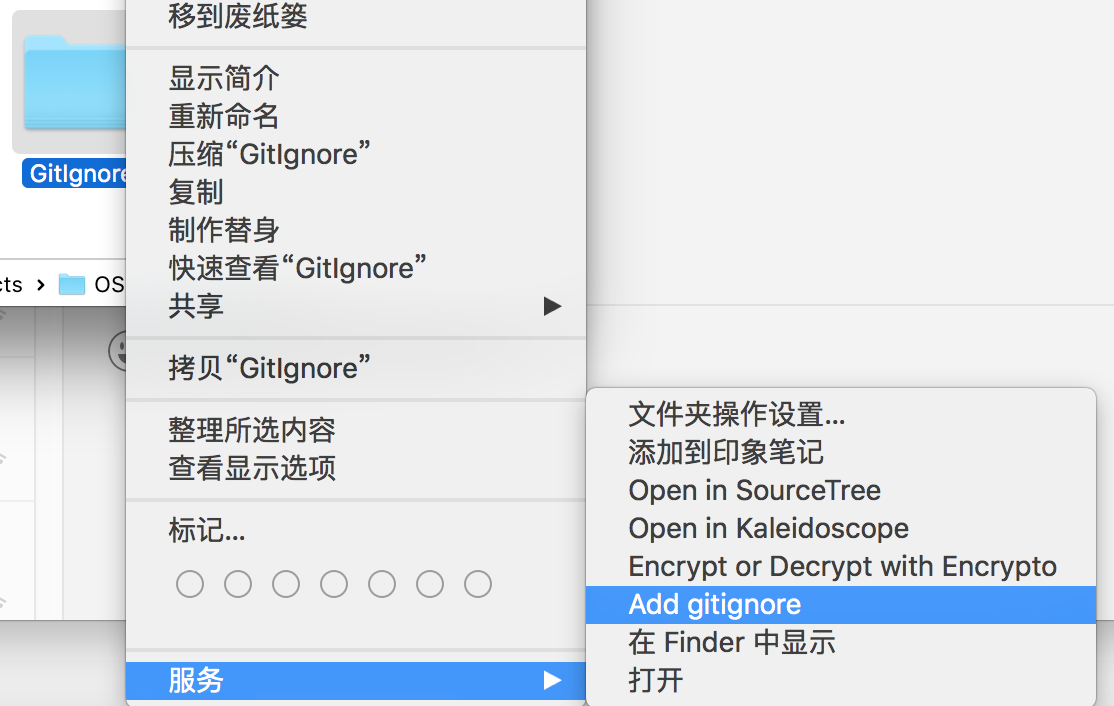 移到废纸篓
显示简介
重新命名
压缩“GitIgnore”
复制
制作替身
快速查看“GitIgnore”
共享
拷贝“GitIgnore”
整理所选内容
查看显示选项
标记...
服务
GitIgnore
cts
OS
文件夹操作设置...
添加到印象笔记
Open in SourceTree
Open in Kaleidoscope
Encrypt or Decrypt with Encrypto
Add gitignore
在 Finder 中显示
打开